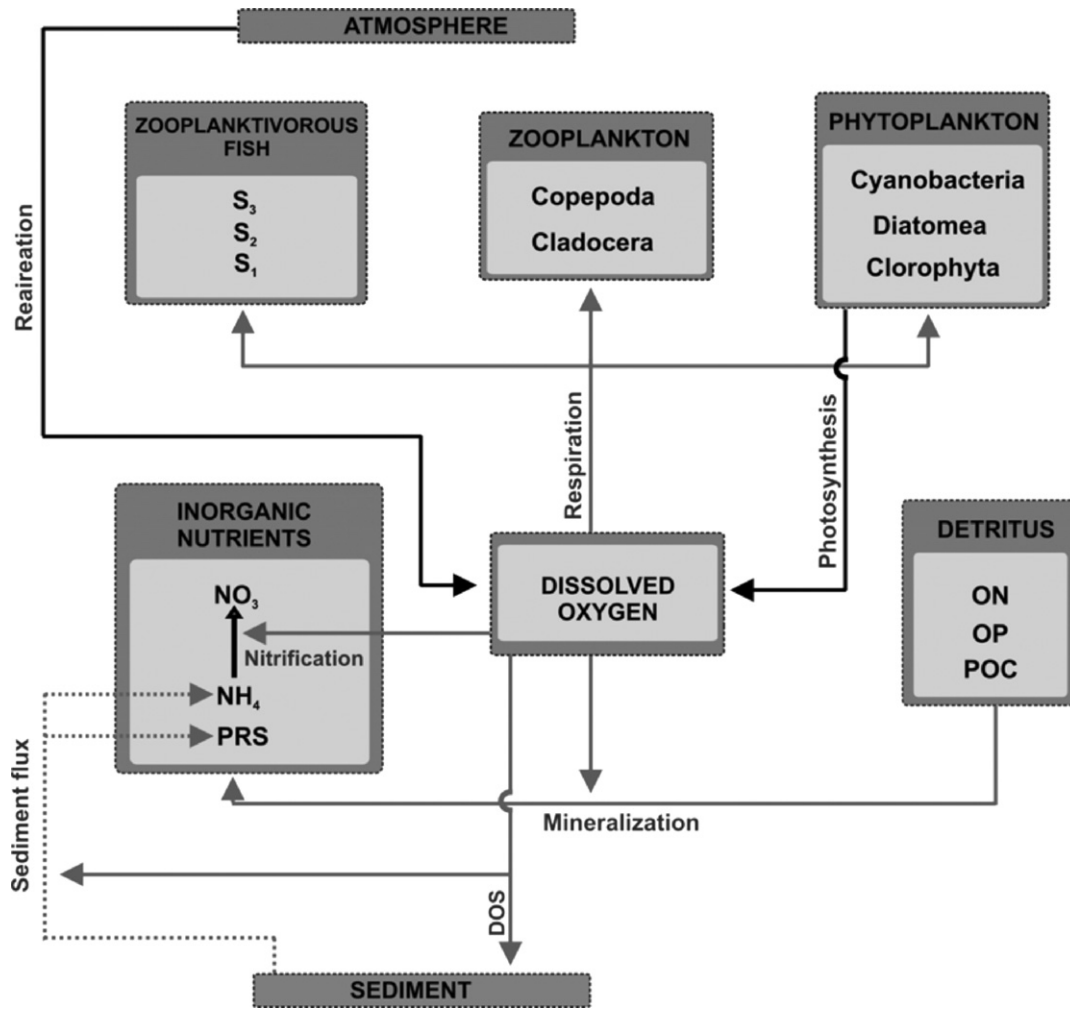 ATMOSPHERE
ZOOPLANKTIVOROUS
FISH
S₃
S₂
S₁
ZOOPLANKTON
Copepoda
Cladocera
PHYTOPLANKTON
Cyanobacteria
Diatomea
Clorophyta
Reaireation
Respiration
Photosynthesis
INORGANIC
NUTRIENTS
NO₃
Nitrification
NH₄
PRS
DISSOLVED
OXYGEN
DETRITUS
ON
OP
POC
Mineralization
Sediment flux
DOS
SEDIMENT